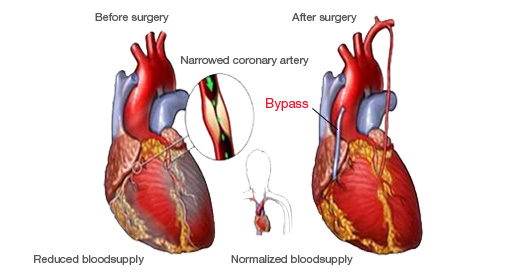 Before surgery
After surgery
Narrowed coronary artery
Bypass
Reduced bloodsupply
Normalized bloodsupply